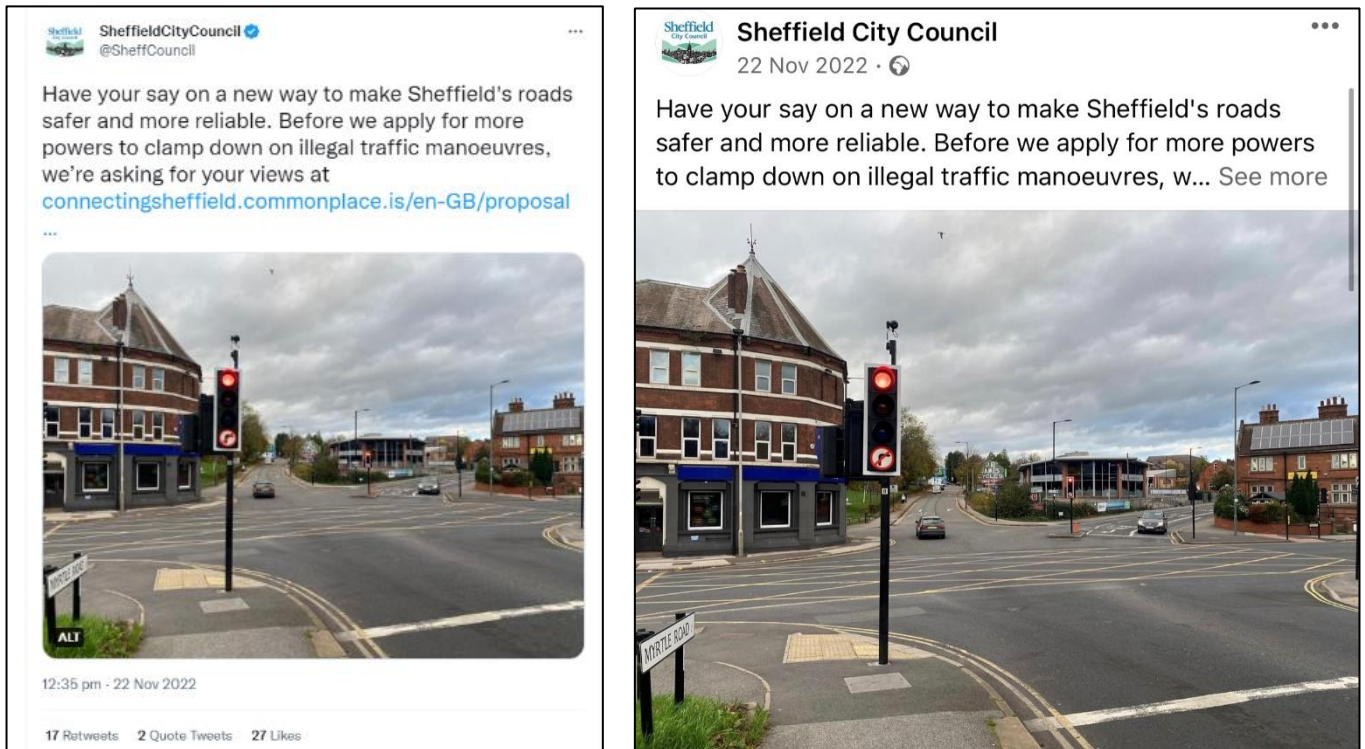 Sheffield
City Council
SheffieldCityCouncil
@SheffCouncil
Have your say on a new way to make Sheffield's roads
safer and more reliable. Before we apply for more
powers to clamp down on illegal traffic manoeuvres,
we’re asking for your views at
connectingsheffield.commonplace.is/en-GB/proposal
...
MYRTLE ROAD
ALT
12:35 pm · 22 Nov 2022
17 Retweets 2 Quote Tweets 27 Likes
Sheffield
City Council
Sheffield City Council
22 Nov 2022 ·
Have your say on a new way to make Sheffield's roads
safer and more reliable. Before we apply for more powers
to clamp down on illegal traffic manoeuvres, w... See more
MYRTLE ROAD